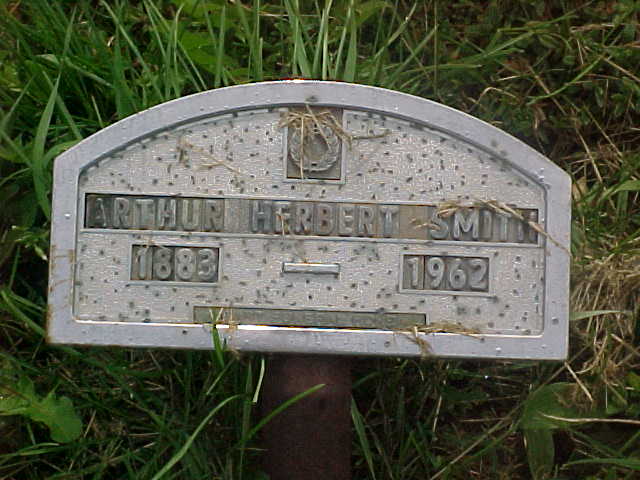 ARTHUR HERBERT SMITH
1883 – 1962